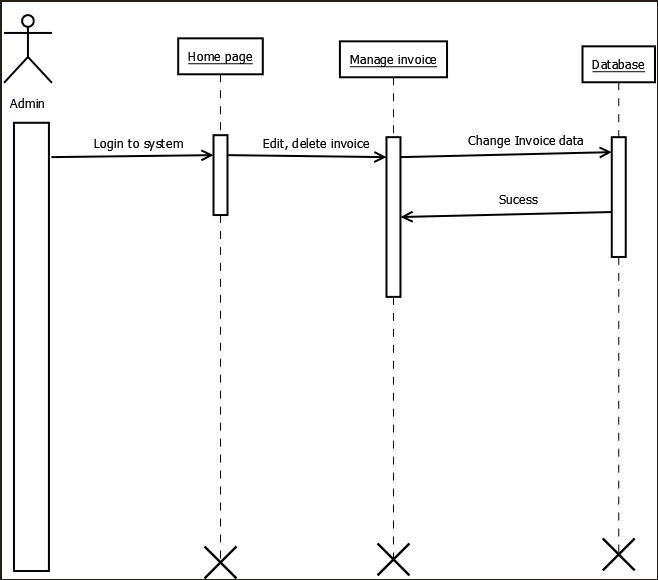 Home page
Manage invoice
Database
Admin
Login to system
Edit, delete invoice
Change Invoice data
Sucess